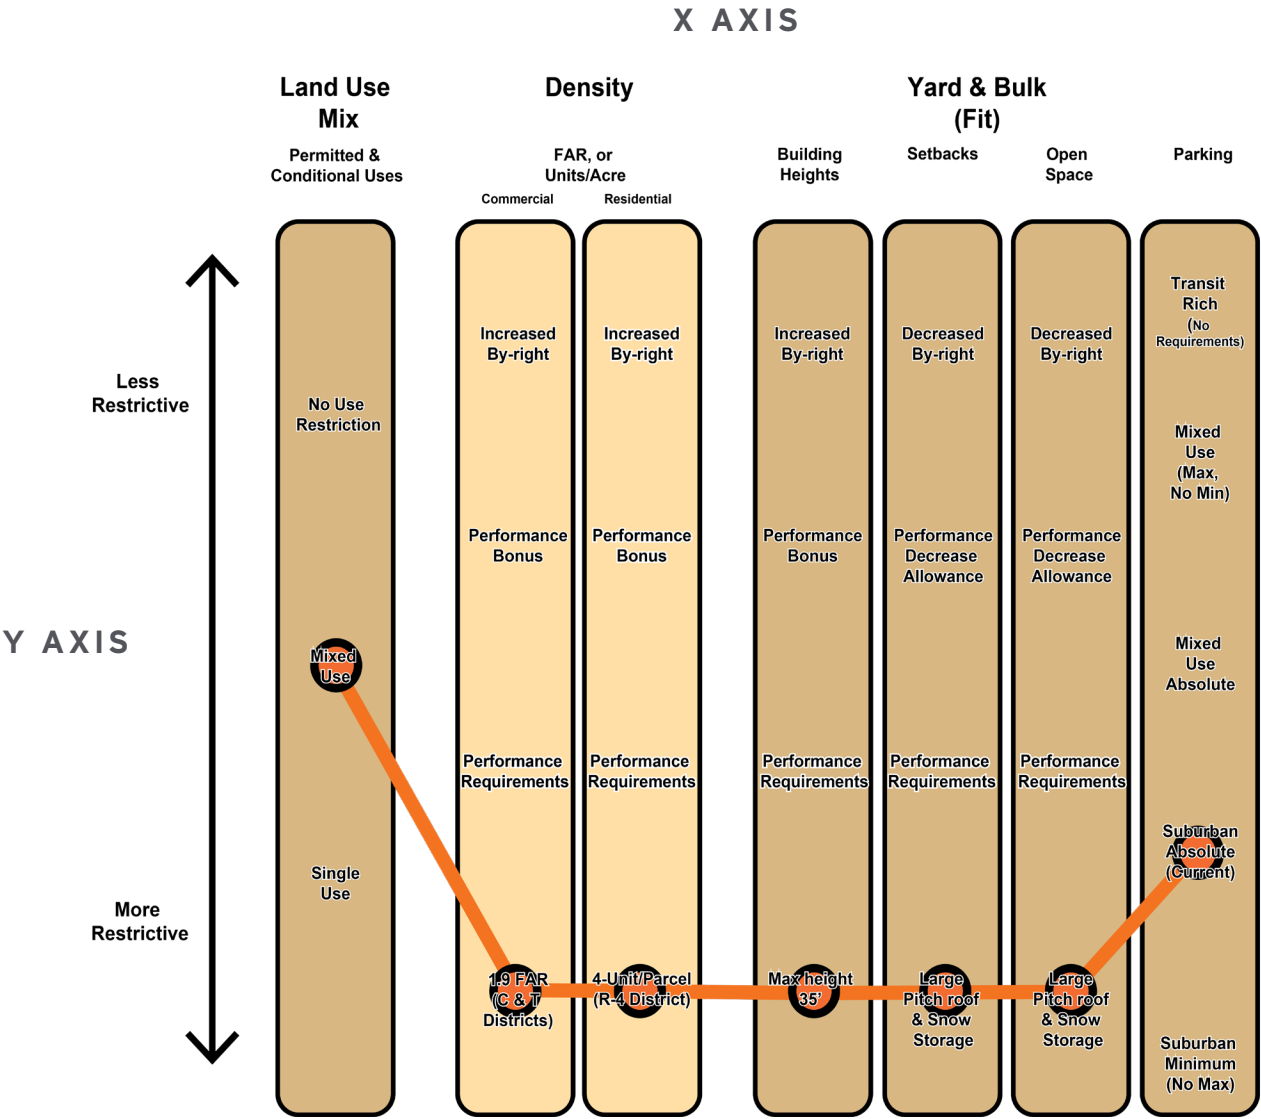 X AXIS
Land Use
Mix
Permitted &
Conditional Uses
Density
FAR, or
Units/Acre
Commercial
Residential
Yard & Bulk
(Fit)
Building
Heights
Setbacks
Open
Space
Parking
Y AXIS
Less
Restrictive
More
Restrictive
No Use
Restriction
Mixed
Use
Single
Use
Increased
By-right
Performance
Bonus
Performance
Requirements
1.9 FAR
(C & T
Districts)
Increased
By-right
Performance
Bonus
Performance
Requirements
4-Unit/Parcel
(R-4 District)
Increased
By-right
Performance
Bonus
Performance
Requirements
Max height
35'
Decreased
By-right
Performance
Decrease
Allowance
Performance
Requirements
Large
Pitch roof
& Snow
Storage
Decreased
By-right
Performance
Decrease
Allowance
Performance
Requirements
Large
Pitch roof
& Snow
Storage
Transit
Rich
(No
Requirements)
Mixed
Use
(Max,
No Min)
Mixed
Use
Absolute
Suburban
Absolute
(Current)
Suburban
Minimum
(No Max)